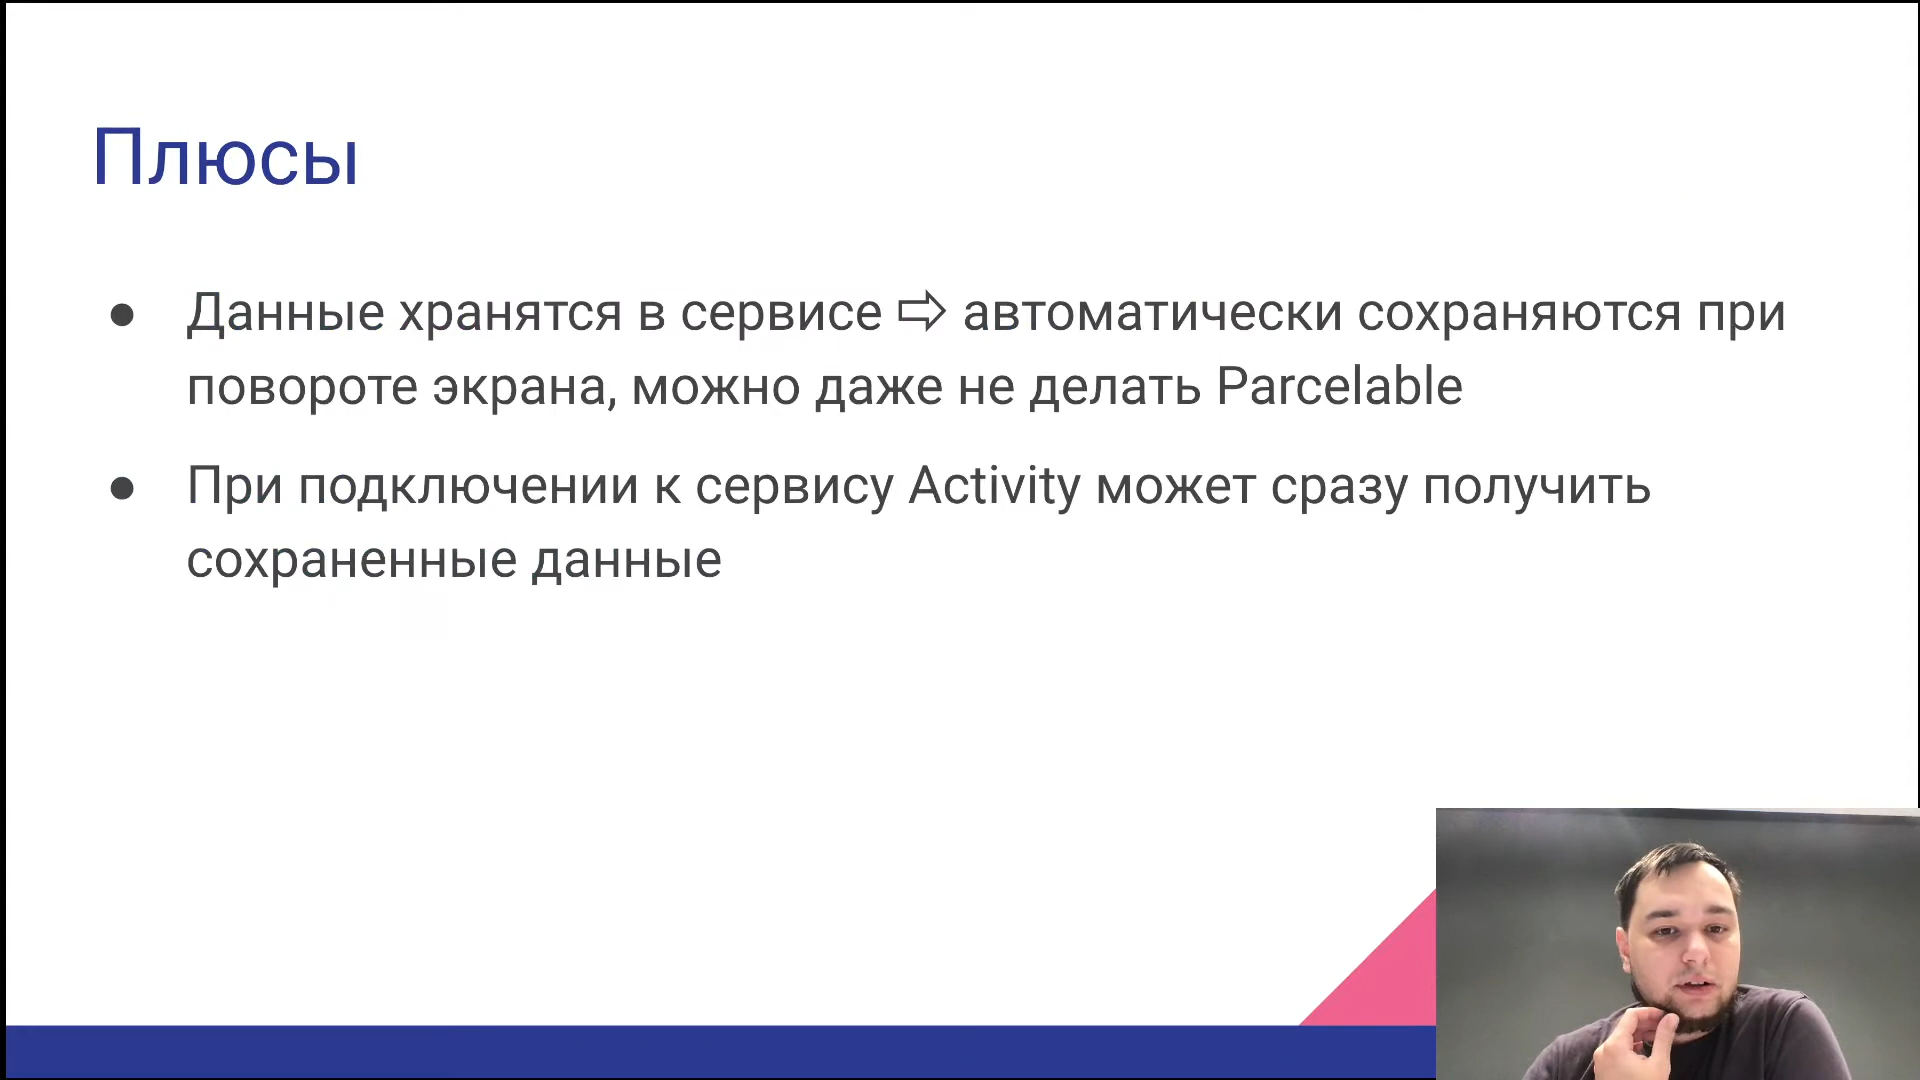 Плюсы
● Данные хранятся в сервисе ⇨ автоматически сохраняются при
повороте экрана, можно даже не делать Parcelable
● При подключении к сервису Activity может сразу получить
сохраненные данные